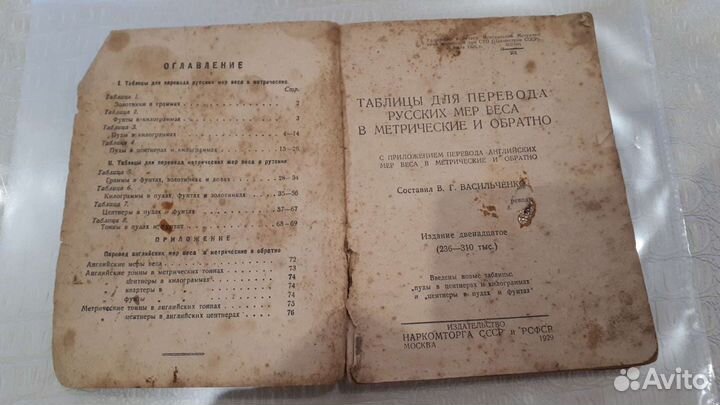 ОГЛАВЛЕНИЕ
I. Таблицы для перевода русских мер веса в метрические.
Стр.
Таблица 1.
Золотники в граммах 2
Таблица 2.
Фунты в килограммах 3
Таблица 3.
Пуды в килограммах 4—14
Таблица 4.
Пуды в центнерах и килограммах 15—26
II. Таблицы для перевода метрических мер веса в русские
Таблица 5.
Граммы в фунтах, золотниках и долях 28—34
Таблица 6.
Килограммы в пудах, фунтах и золотниках 35—56
Таблица 7.
Центнеры в пудах и фунтах 57—67
Таблица 8.
Тонны в пудах и фунтах 68—69
ПРИЛОЖЕНИЕ
Перевод английских мер веса в метрические и обратно
Английские меры веса 72
Английские тонны в метрических тоннах 73
центнеры в килограммах 74
квартеры в 74
фунты 74
Метрические тонны в английских тоннах 75
центнеры в английских центнерах 76
ТАБЛИЦЫ ДЛЯ ПЕРЕВОДА
РУССКИХ МЕР ВЕСА
В МЕТРИЧЕСКИЕ И ОБРАТНО
С ПРИЛОЖЕНИЕМ ПЕРЕВОДА АНГЛИЙСКИХ
МЕР ВЕСА В МЕТРИЧЕСКИЕ И ОБРАТНО
Составил В. Г. ВАСИЛЬЧЕНКО
Издание двенадцатое
(236—310 тыс.)
Введены новые таблицы:
"пуды в центнерах и килограммах
и "центнеры в пудах и фунтах"
ИЗДАТЕЛЬСТВО
НАРКОМТОРГА СССР и РСФСР
МОСКВА 1929
Avito